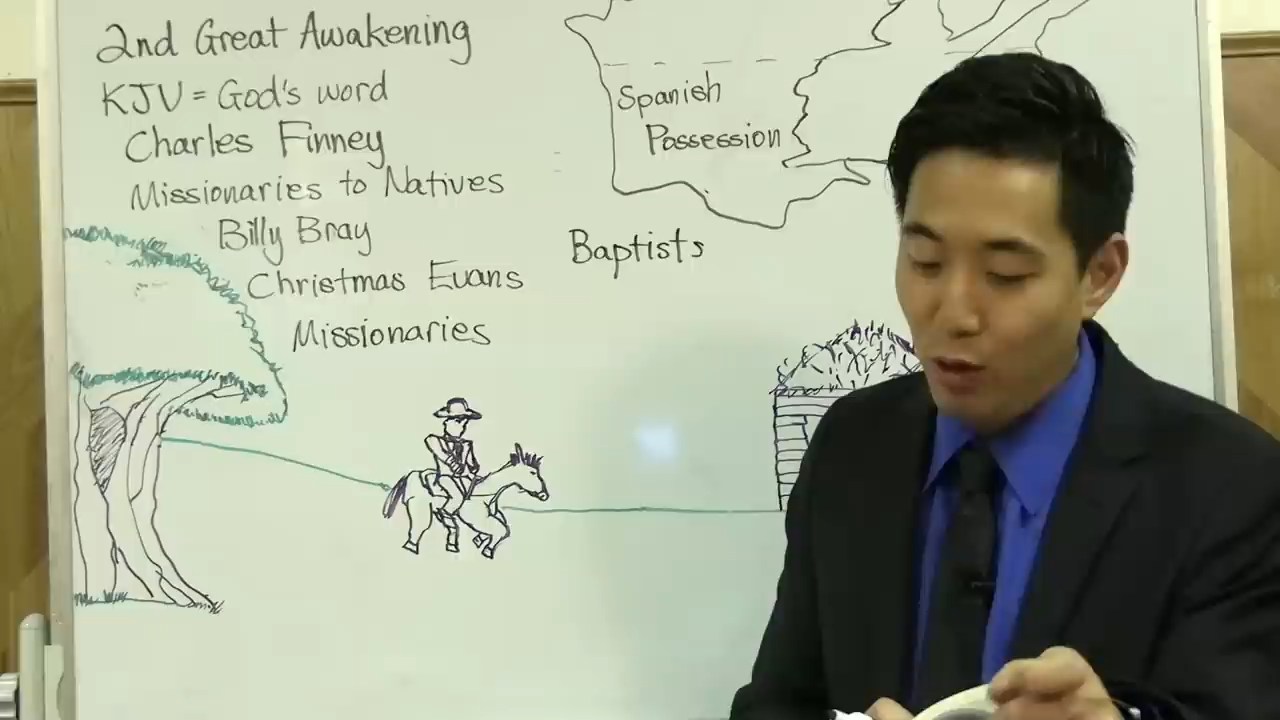 2nd Great Awakening
KJV = God's word
Charles Finney
Missionaries to Natives
Billy Bray
Christmas Evans
Missionaries
Spanish
Possession
Baptists